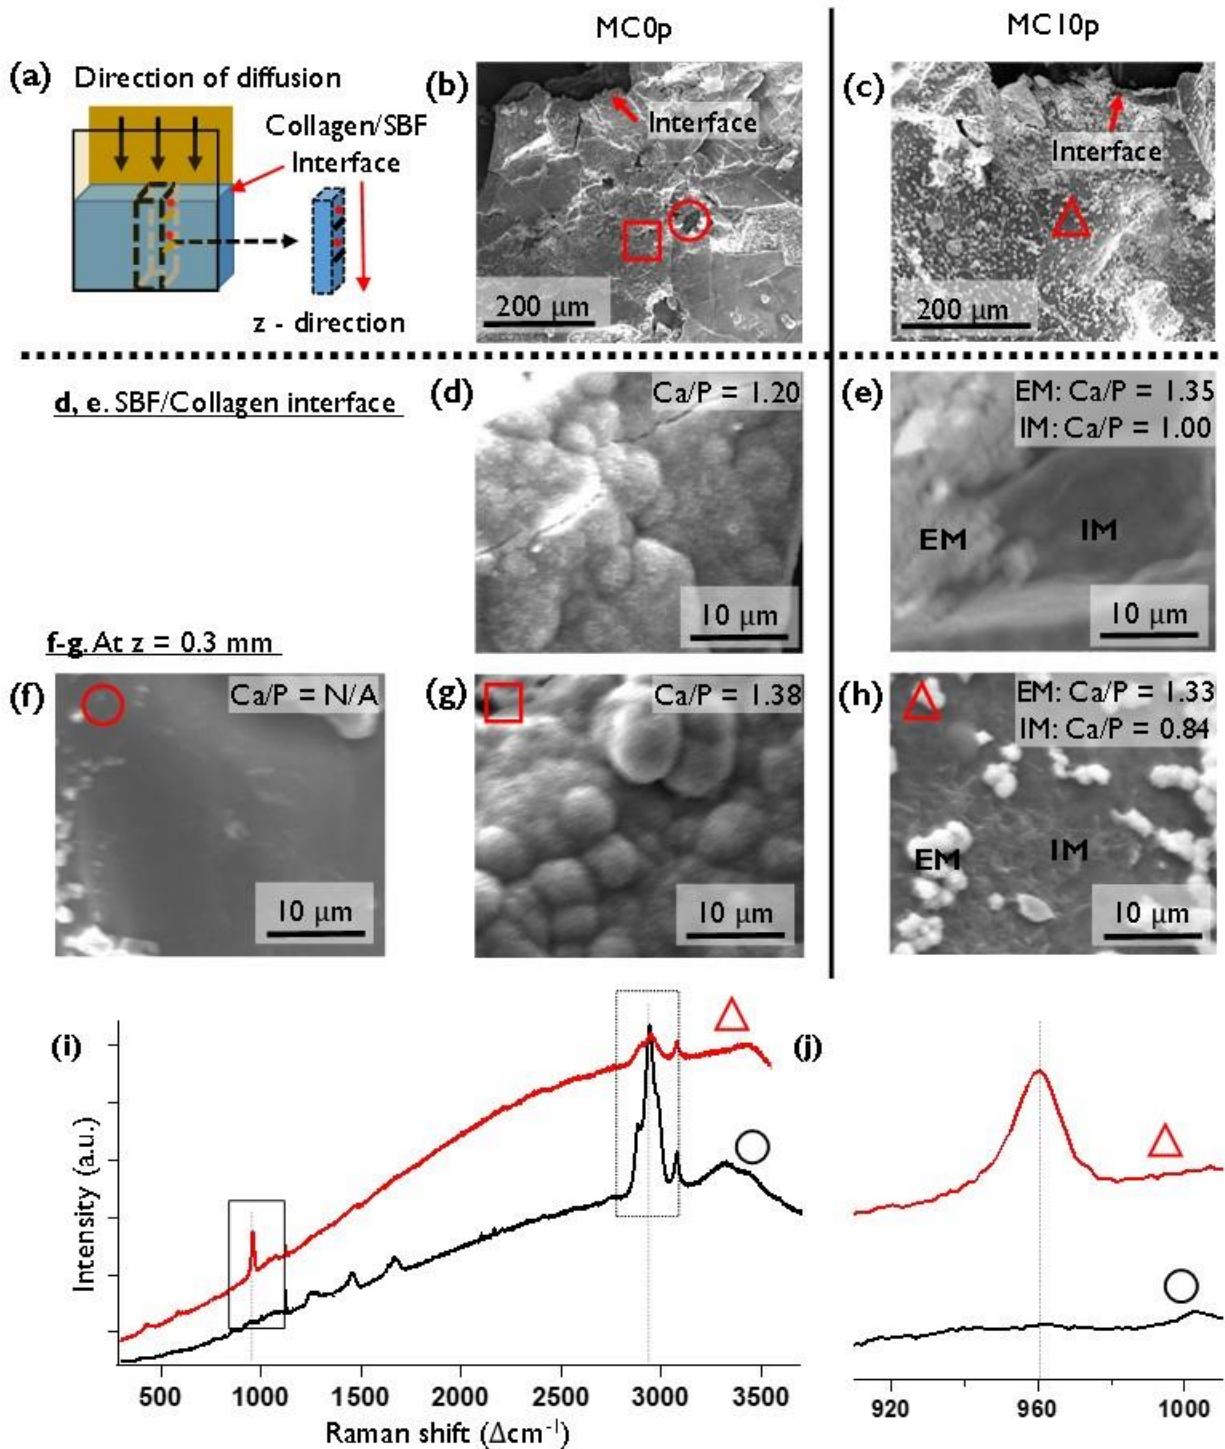 MC0p
MC10p
(a)
Direction of diffusion
Collagen/SBF
Interface
z - direction
(b)
Interface
200 μm
(c)
Interface
200 μm
d, e. SBF/Collagen interface
(d)
Ca/P = 1.20
10 μm
(e)
EM: Ca/P = 1.35
IM: Ca/P = 1.00
EM
IM
10 μm
f-g. At z = 0.3 mm
(f)
Ca/P = N/A
10 μm
(g)
Ca/P = 1.38
10 μm
(h)
EM: Ca/P = 1.33
IM: Ca/P = 0.84
EM
IM
10 μm
(i)
Intensity (a.u.)
500 1000 1500 2000 2500 3000 3500
Raman shift (Δcm⁻¹)
(j)
920 960 1000